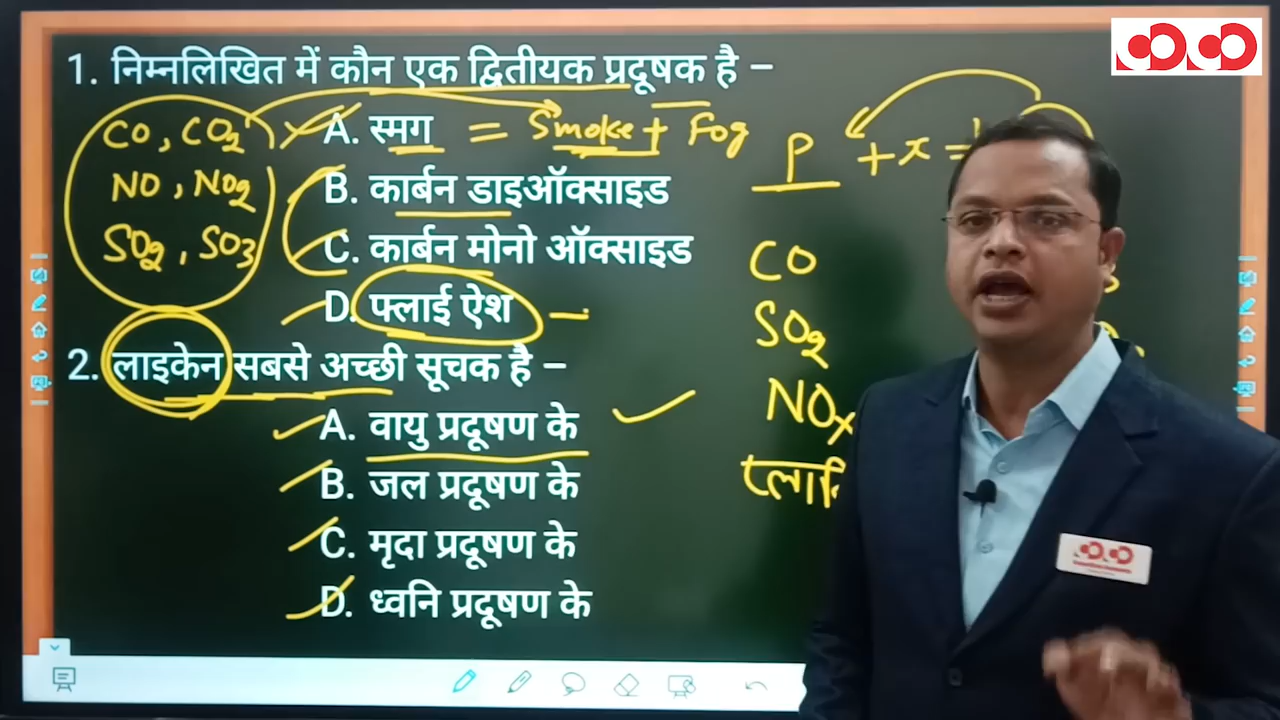 1. निम्नलिखित में कौन एक द्वितीयक प्रदूषक है –
CO, CO₂
A. स्मग = Smoke + Fog
NO, NO₂
B. कार्बन डाइऑक्साइड
SO₂, SO₃
C. कार्बन मोनो ऑक्साइड
D. फ्लाई ऐश
2. लाइकेन सबसे अच्छी सूचक है –
A. वायु प्रदूषण के
B. जल प्रदूषण के
C. मृदा प्रदूषण के
D. ध्वनि प्रदूषण के
P + x =
CO
SO₂
NOx